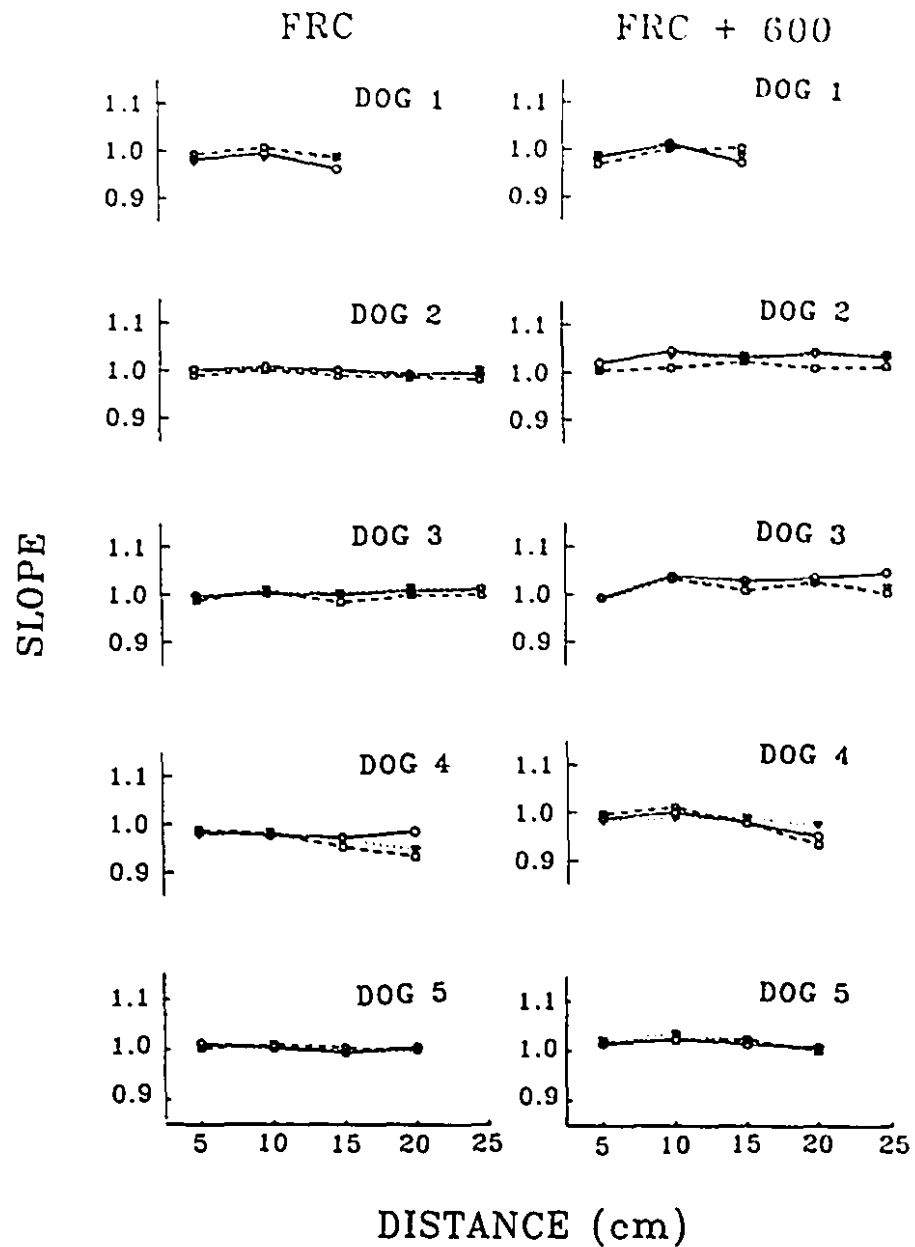 FRC FRC + 600
1.1 DOG 1 1.1 DOG 1
1.0 1.0
0.9 0.9
1.1 DOG 2 1.1 DOG 2
1.0 1.0
0.9 0.9
SLOPE
1.1 DOG 3 1.1 DOG 3
1.0 1.0
0.9 0.9
1.1 DOG 4 1.1 DOG 4
1.0 1.0
0.9 0.9
1.1 DOG 5 1.1 DOG 5
1.0 1.0
0.9 0.9
5 10 15 20 25 5 10 15 20 25
DISTANCE (cm)